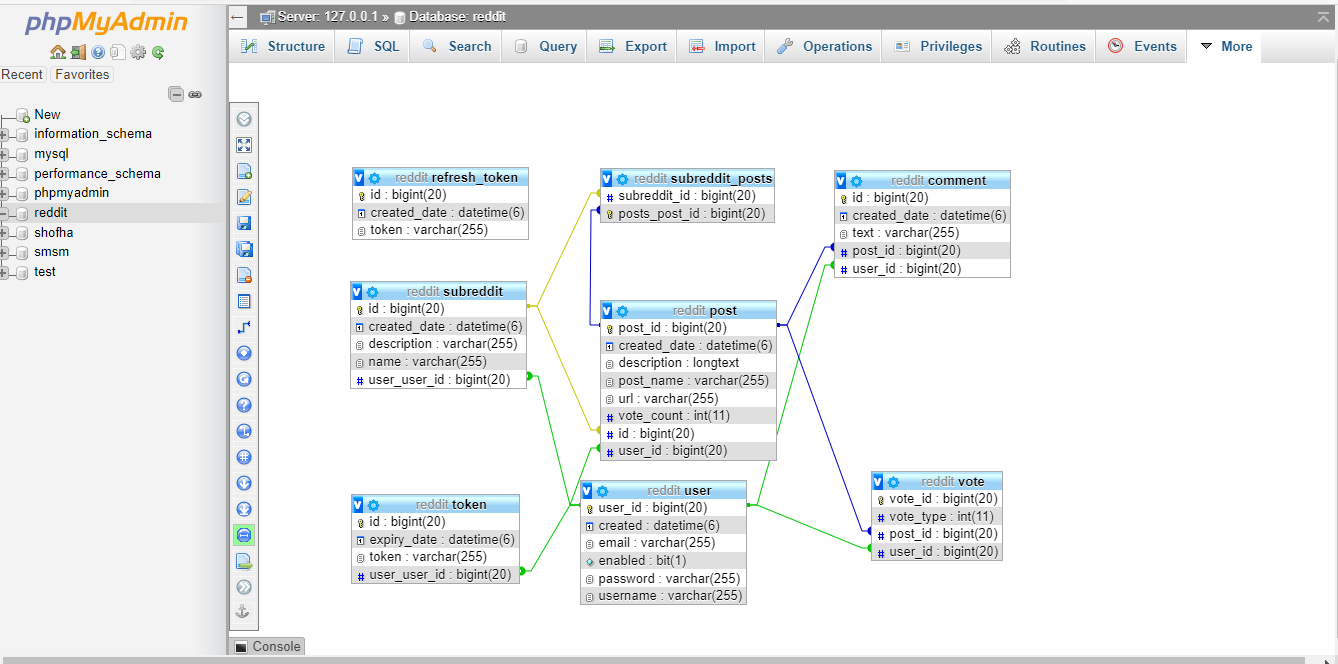 phpMyAdmin
Recent Favorites
New
information_schema
mysql
performance_schema
phpmyadmin
reddit
shofha
smsm
test
Server: 127.0.0.1 » Database: reddit
Structure SQL Search Query Export Import Operations Privileges Routines Events More
reddit refresh_token
id : bigint(20)
created_date : datetime(6)
token : varchar(255)
reddit subreddit_posts
subreddit_id : bigint(20)
posts_post_id : bigint(20)
reddit comment
id : bigint(20)
created_date : datetime(6)
text : varchar(255)
post_id : bigint(20)
user_id : bigint(20)
reddit subreddit
id : bigint(20)
created_date : datetime(6)
description : varchar(255)
name : varchar(255)
user_user_id : bigint(20)
reddit post
post_id : bigint(20)
created_date : datetime(6)
description : longtext
post_name : varchar(255)
url : varchar(255)
vote_count : int(11)
id : bigint(20)
user_id : bigint(20)
reddit token
id : bigint(20)
expiry_date : datetime(6)
token : varchar(255)
user_user_id : bigint(20)
reddit user
user_id : bigint(20)
created : datetime(6)
email : varchar(255)
enabled : bit(1)
password : varchar(255)
username : varchar(255)
reddit vote
vote_id : bigint(20)
vote_type : int(11)
post_id : bigint(20)
user_id : bigint(20)
Console